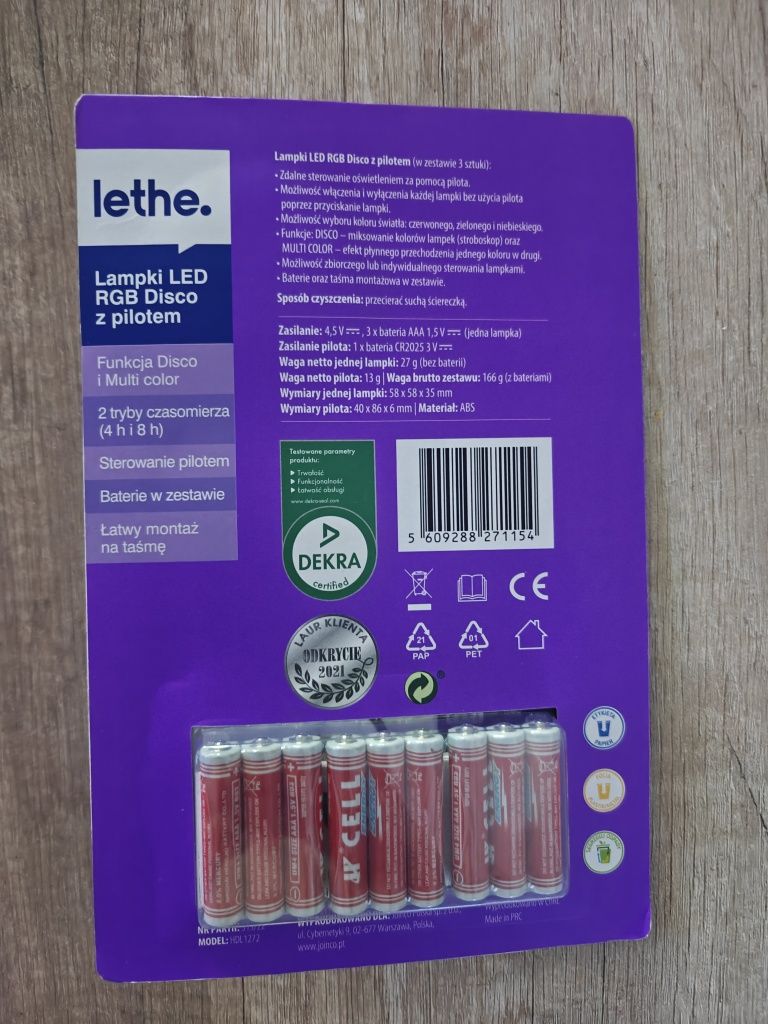 lethe.
Lampki LED
RGB Disco
z pilotem
Funkcja Disco
i Multi color
2 tryby czasomierza
(4 h i 8 h)
Sterowanie pilotem
Baterie w zestawie
Łatwy montaż
na taśmę
Lampki LED RGB Disco z pilotem (w zestawie 3 sztuki):
• Zdalne sterowanie oświetleniem za pomocą pilota.
• Możliwość włączenia i wyłączenia każdej lampki bez użycia pilota
poprzez przyciskanie lampki.
• Możliwość wyboru koloru światła: czerwonego, zielonego i niebieskiego.
• Funkcje: DISCO – miksowanie kolorów lampek (stroboskop) oraz
MULTI COLOR – efekt płynnego przechodzenia jednego koloru w drugi.
• Możliwość zbiorczego lub indywidualnego sterowania lampkami.
• Baterie oraz taśma montażowa w zestawie.
Sposób czyszczenia: przecierać suchą ściereczką.
Zasilanie: 4,5 V, 3 x bateria AAA 1,5 V (jedna lampka)
Zasilanie pilota: 1 x bateria CR2025 3 V
Waga netto jednej lampki: 27 g (bez baterii)
Waga netto pilota: 13 g | Waga brutto zestawu: 166 g (z bateriami)
Wymiary jednej lampki: 58 x 58 x 35 mm
Wymiary pilota: 40 x 86 x 6 mm | Materiał: ABS
Testowane parametry
produktu:
Trwałość
Funkcjonalność
Łatwość obsługi
www.dekra-seal.com
DEKRA
certified
5 609288 271154
CE
21
PAP
01
PET
LAUR KLIENTA
ODKRYCIE
2021
ETYKIETA
PAPIER
CELL
MODEL: HDL1272
WYPRODUKOWANO DLA:
ul. Cybernetyki 9, 02-677 Warszawa, Polska,
www.joinco.pl
Made in PRC